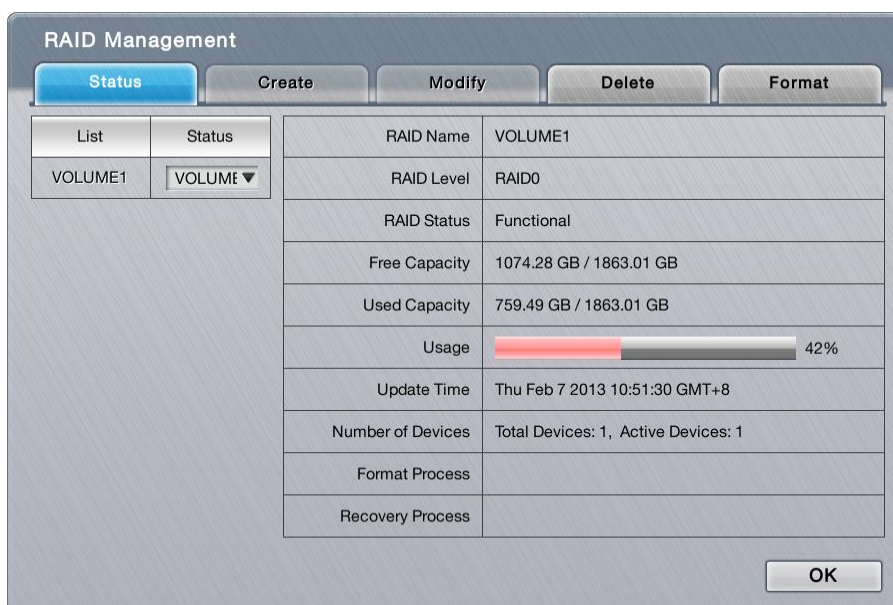 RAID Management
Status Create Modify Delete Format
List Status
VOLUME1 VOLUME
RAID Name VOLUME1
RAID Level RAID0
RAID Status Functional
Free Capacity 1074.28 GB / 1863.01 GB
Used Capacity 759.49 GB / 1863.01 GB
Usage 42%
Update Time Thu Feb 7 2013 10:51:30 GMT+8
Number of Devices Total Devices: 1, Active Devices: 1
Format Process
Recovery Process
OK